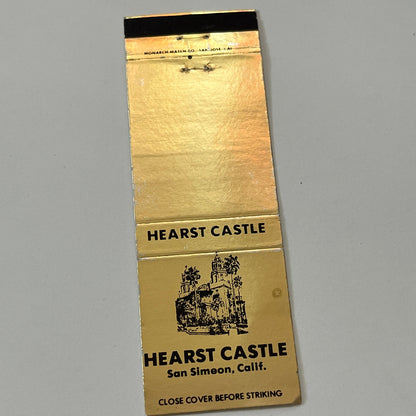 MONARCH MATCH CO., SAN JOSE, CAL
HEARST CASTLE
HEARST CASTLE
San Simeon, Calif.
CLOSE COVER BEFORE STRIKING